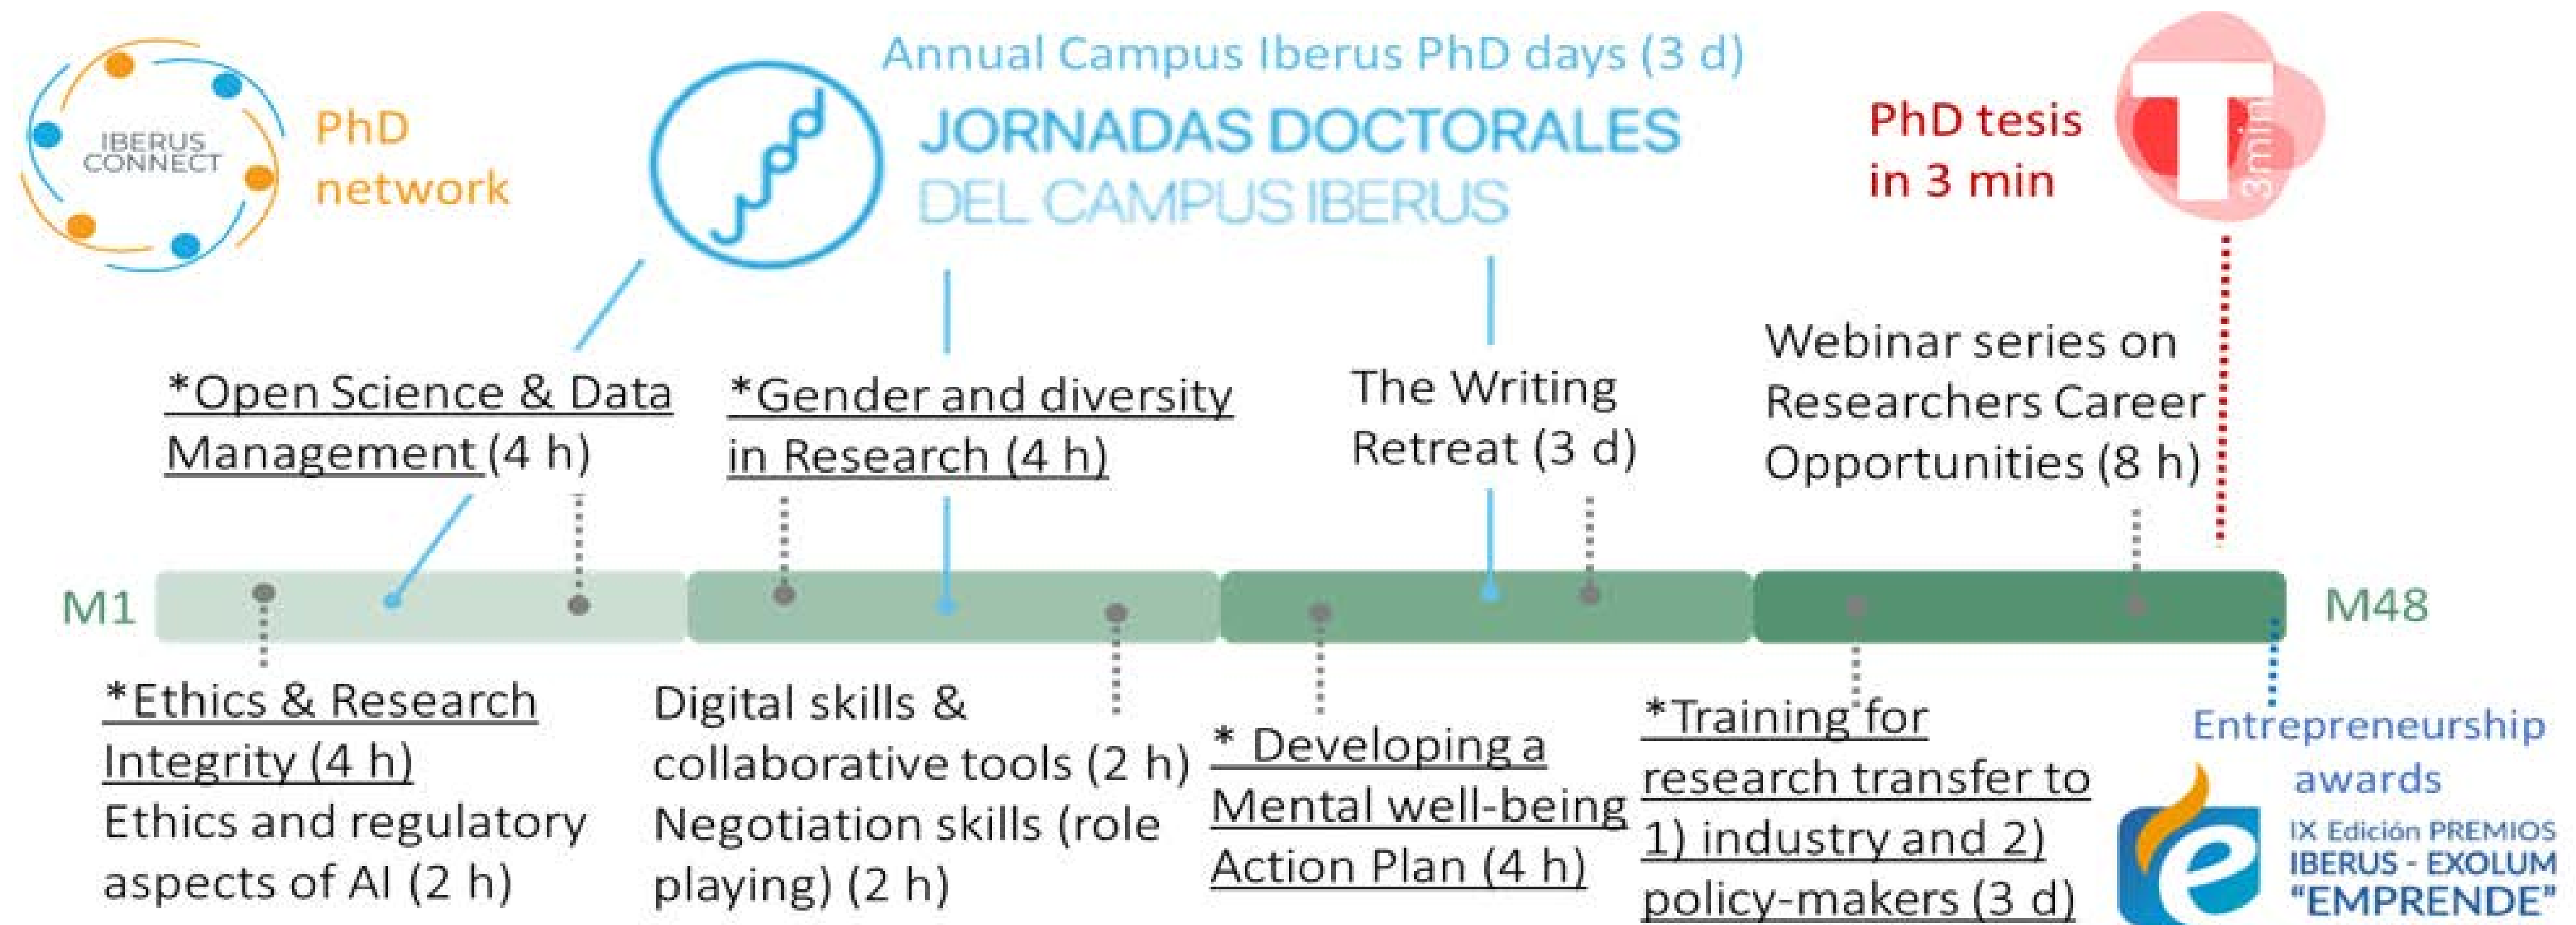 IBERUS
CONNECT
PhD
network
Annual Campus Iberus PhD days (3 d)
JORNADAS DOCTORALES
DEL CAMPUS IBERUS
Jpd
PhD tesis
in 3 min
T
3min
*Open Science & Data
Management (4 h)
*Gender and diversity
in Research (4 h)
The Writing
Retreat (3 d)
Webinar series on
Researchers Career
Opportunities (8 h)
M1
M48
*Ethics & Research
Integrity (4 h)
Ethics and regulatory
aspects of AI (2 h)
Digital skills &
collaborative tools (2 h)
Negotiation skills (role
playing) (2 h)
* Developing a
Mental well-being
Action Plan (4 h)
*Training for
research transfer to
1) industry and 2)
policy-makers (3 d)
Entrepreneurship
awards
e
IX Edición PREMIOS
IBERUS - EXOLUM
“EMPRENDE”